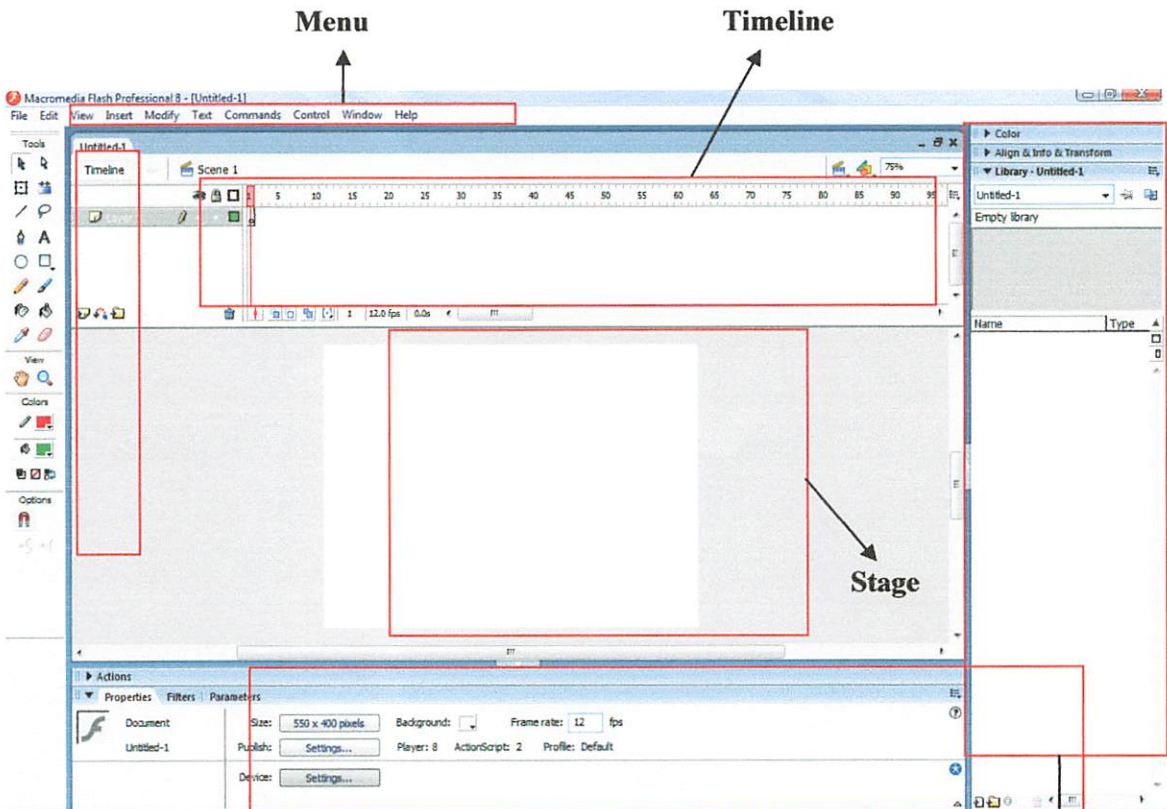 Menu
Timeline
Macromedia Flash Professional 8 - [Untitled-1]
File Edit View Insert Modify Text Commands Control Window Help
Tools
View
Colors
Options
Untitled-1
Timeline
Scene 1
75%
1 5 10 15 20 25 30 35 40 45 50 55 60 65 70 75 80 85 90 95
Layer
1 12.0 fps 0.0s
Stage
Actions
Properties Filters Parameters
Document
Untitled-1
Size: 550 x 400 pixels Background: Frame rate: 12 fps
Publish: Settings... Player: 8 ActionScript: 2 Profile: Default
Device: Settings...
Color
Align & Info & Transform
Library - Untitled-1
Untitled-1
Empty library
Name Type